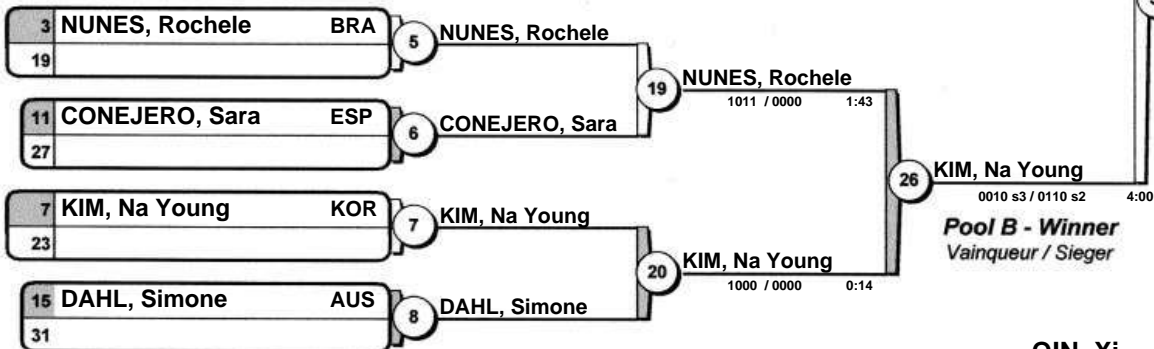 3 NUNES, Rochele BRA
19
5
NUNES, Rochele
11 CONEJERO, Sara ESP
27
6
CONEJERO, Sara
19
NUNES, Rochele
1011 / 0000 1:43
7 KIM, Na Young KOR
23
7
KIM, Na Young
15 DAHL, Simone AUS
31
8
DAHL, Simone
20
KIM, Na Young
1000 / 0000 0:14
26
KIM, Na Young
0010 s3 / 0110 s2 4:00
Pool B - Winner
Vainqueur / Sieger